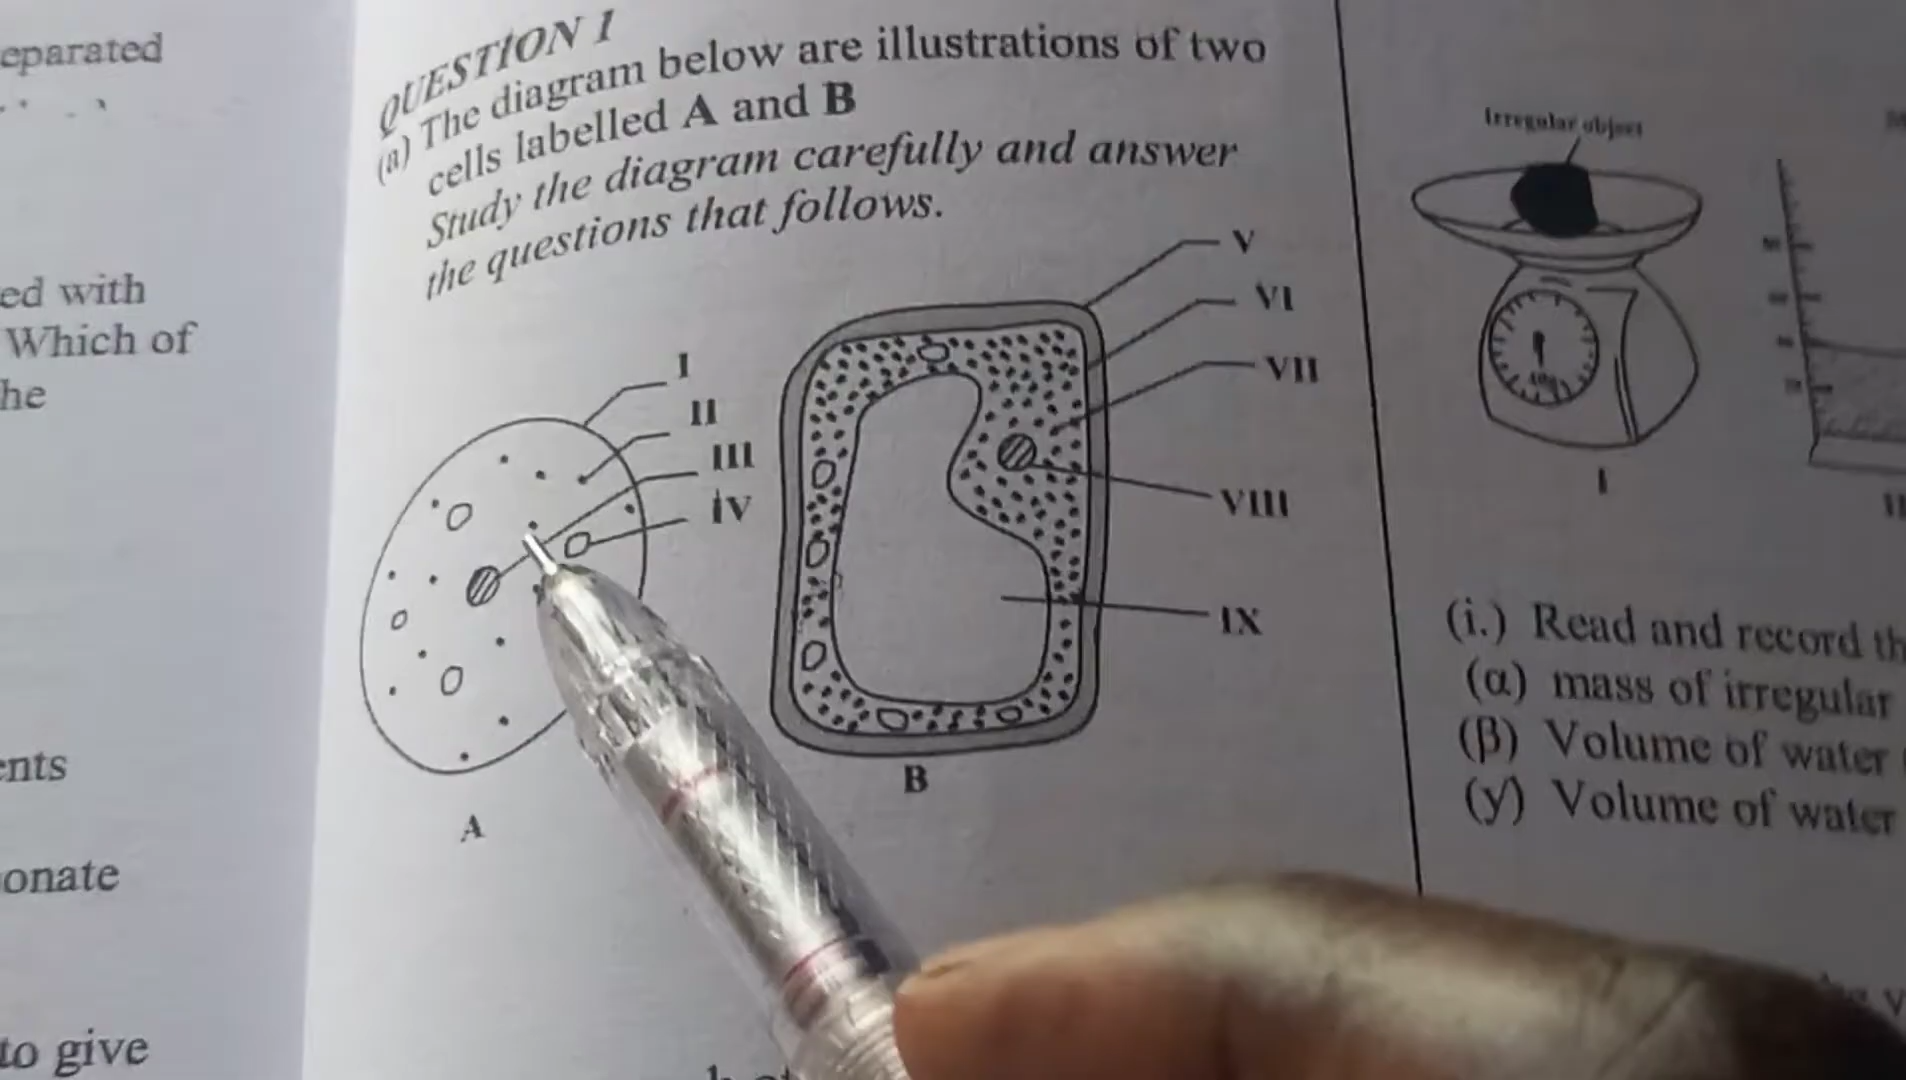 eparated
ed with
Which of
he
ents
onate
to give
QUESTION 1
(a) The diagram below are illustrations of two
cells labelled A and B
Study the diagram carefully and answer
the questions that follows.
I
II
III
IV
A
V
VI
VII
VIII
IX
B
Irregular object
I
II
(i.) Read and record th
(α) mass of irregular
(β) Volume of water
(y) Volume of water